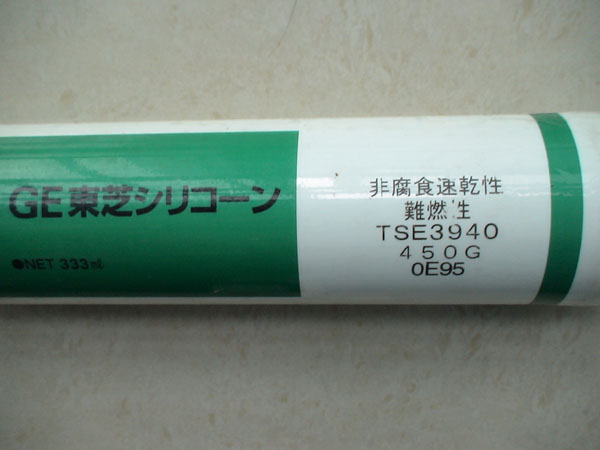 GE東芝シリコーン
●NET 333㎖
非腐食速乾性
難燃性
TSE3940
450G
0E95